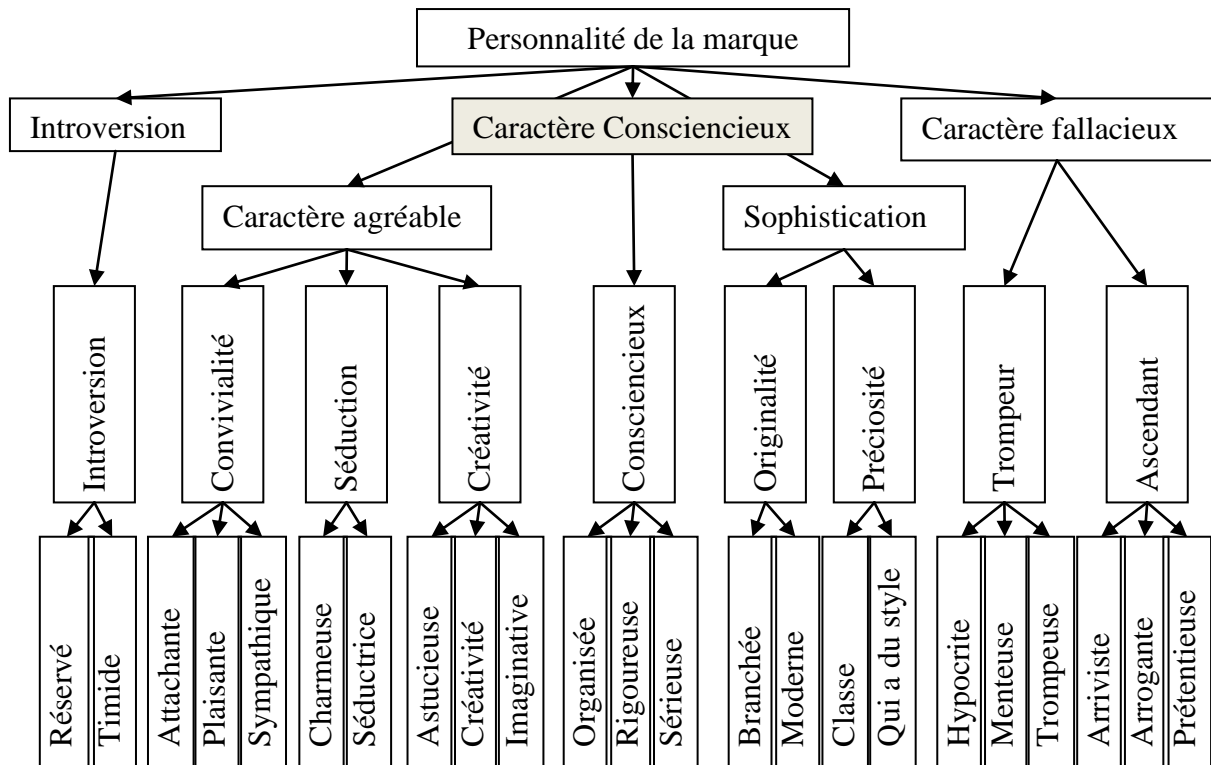 Personnalité de la marque
Introversion
Caractère Consciencieux
Caractère fallacieux
Caractère agréable
Sophistication
Introversion
Convivialité
Séduction
Créativité
Consciencieux
Originalité
Préciosité
Trompeur
Ascendant
Réservé
Timide
Attachante
Plaisante
Sympathique
Charmeuse
Séductrice
Astucieuse
Créativité
Imaginative
Organisée
Rigoureuse
Sérieuse
Branchée
Moderne
Classe
Qui a du style
Hypocrite
Menteuse
Trompeuse
Arriviste
Arrogante
Prétentieuse